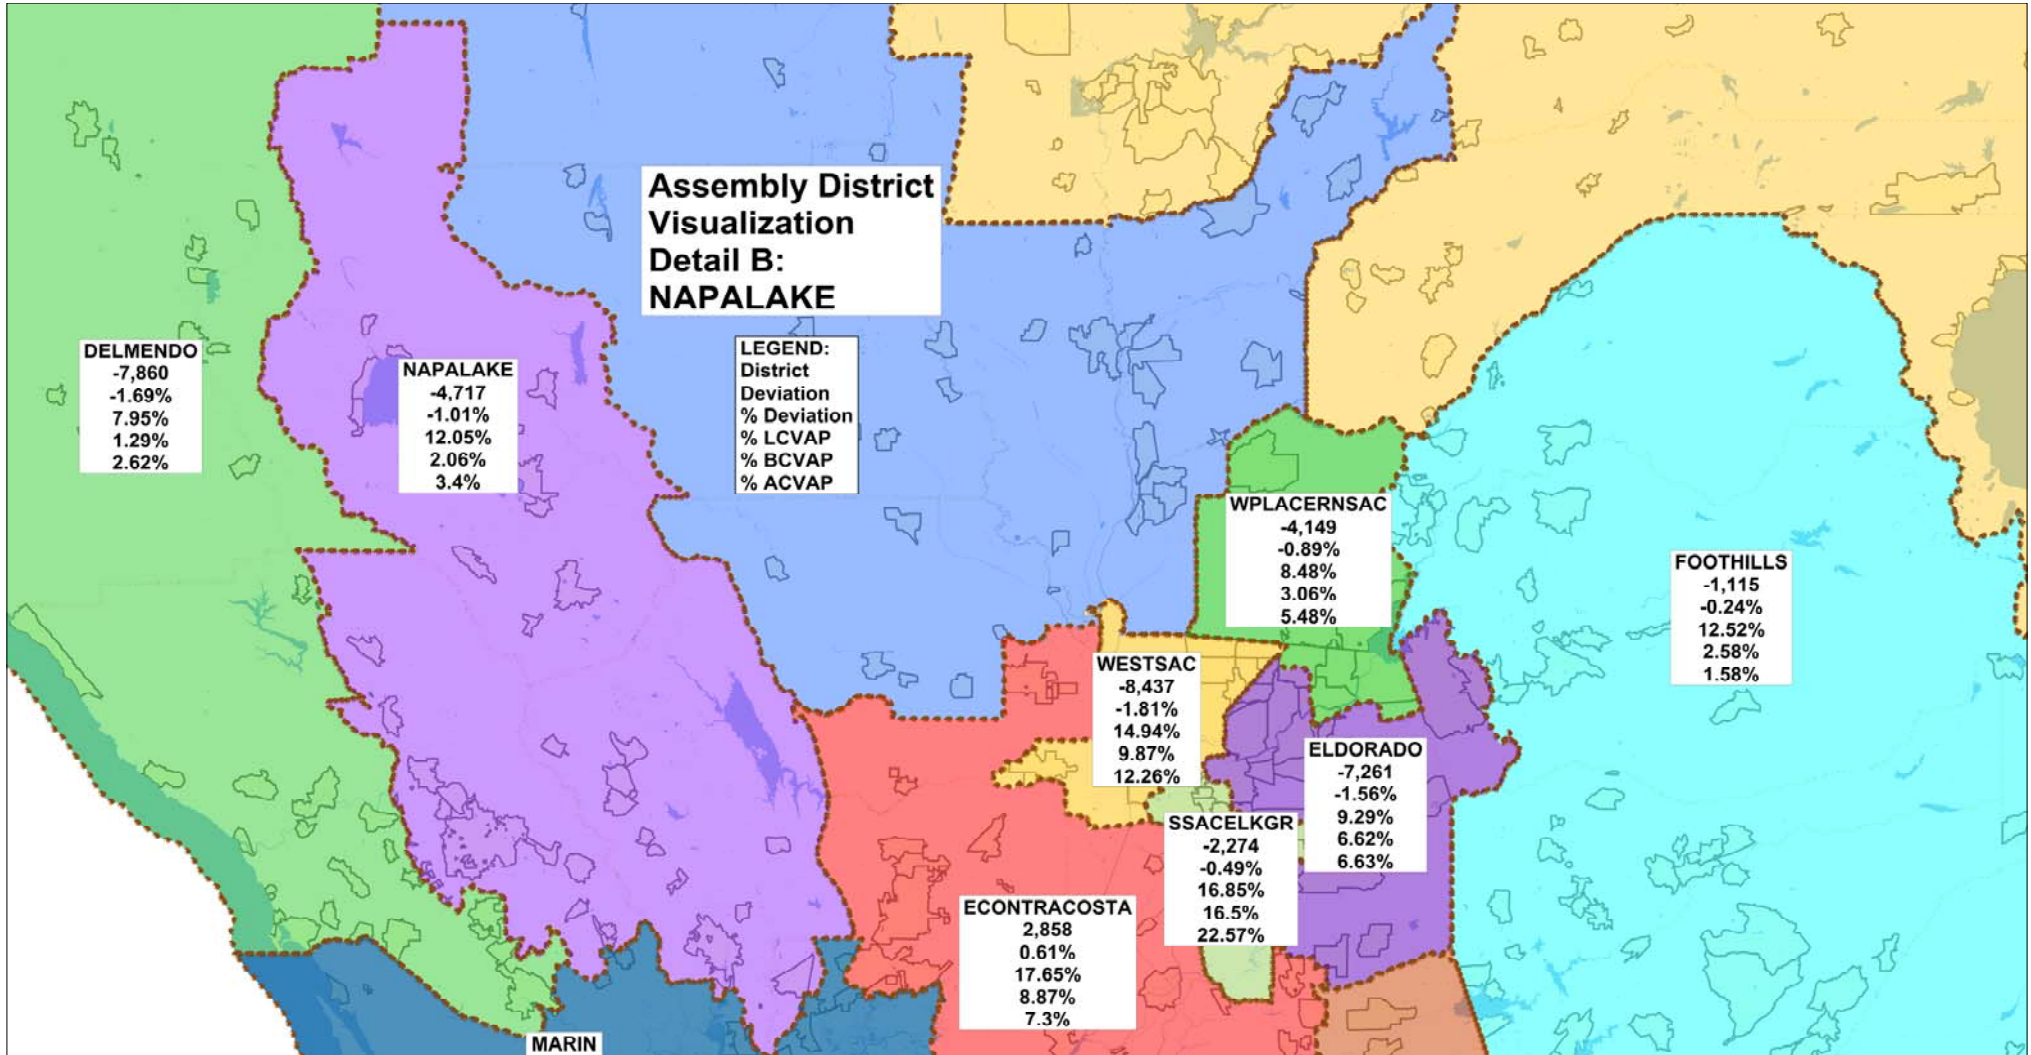 Assembly District
Visualization
Detail B:
NAPALAKE
LEGEND:
District
Deviation
% Deviation
% LCVAP
% BCVAP
% ACVAP
DELMENDO
-7,860
-1.69%
7.95%
1.29%
2.62%
NAPALAKE
-4,717
-1.01%
12.05%
2.06%
3.4%
WPLACERNSAC
-4,149
-0.89%
8.48%
3.06%
5.48%
FOOTHILLS
-1,115
-0.24%
12.52%
2.58%
1.58%
WESTSAC
-8,437
-1.81%
14.94%
9.87%
12.26%
ELDORADO
-7,261
-1.56%
9.29%
6.62%
6.63%
SSACELKGR
-2,274
-0.49%
16.85%
16.5%
22.57%
ECONTRACOSTA
2,858
0.61%
17.65%
8.87%
7.3%
MARIN